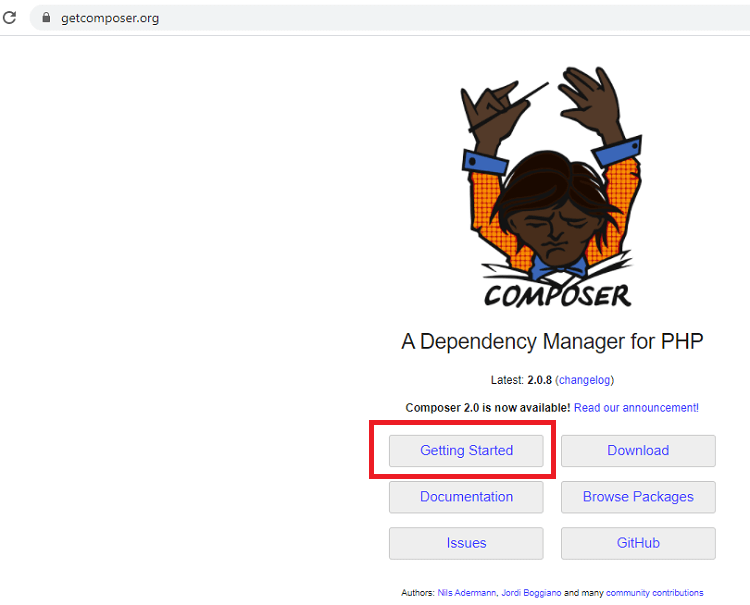 getcomposer.org
COMPOSER
A Dependency Manager for PHP
Latest: 2.0.8 (changelog)
Composer 2.0 is now available! Read our announcement!
Getting Started Download
Documentation Browse Packages
Issues GitHub
Authors: Nils Adermann, Jordi Boggiano and many community contributions